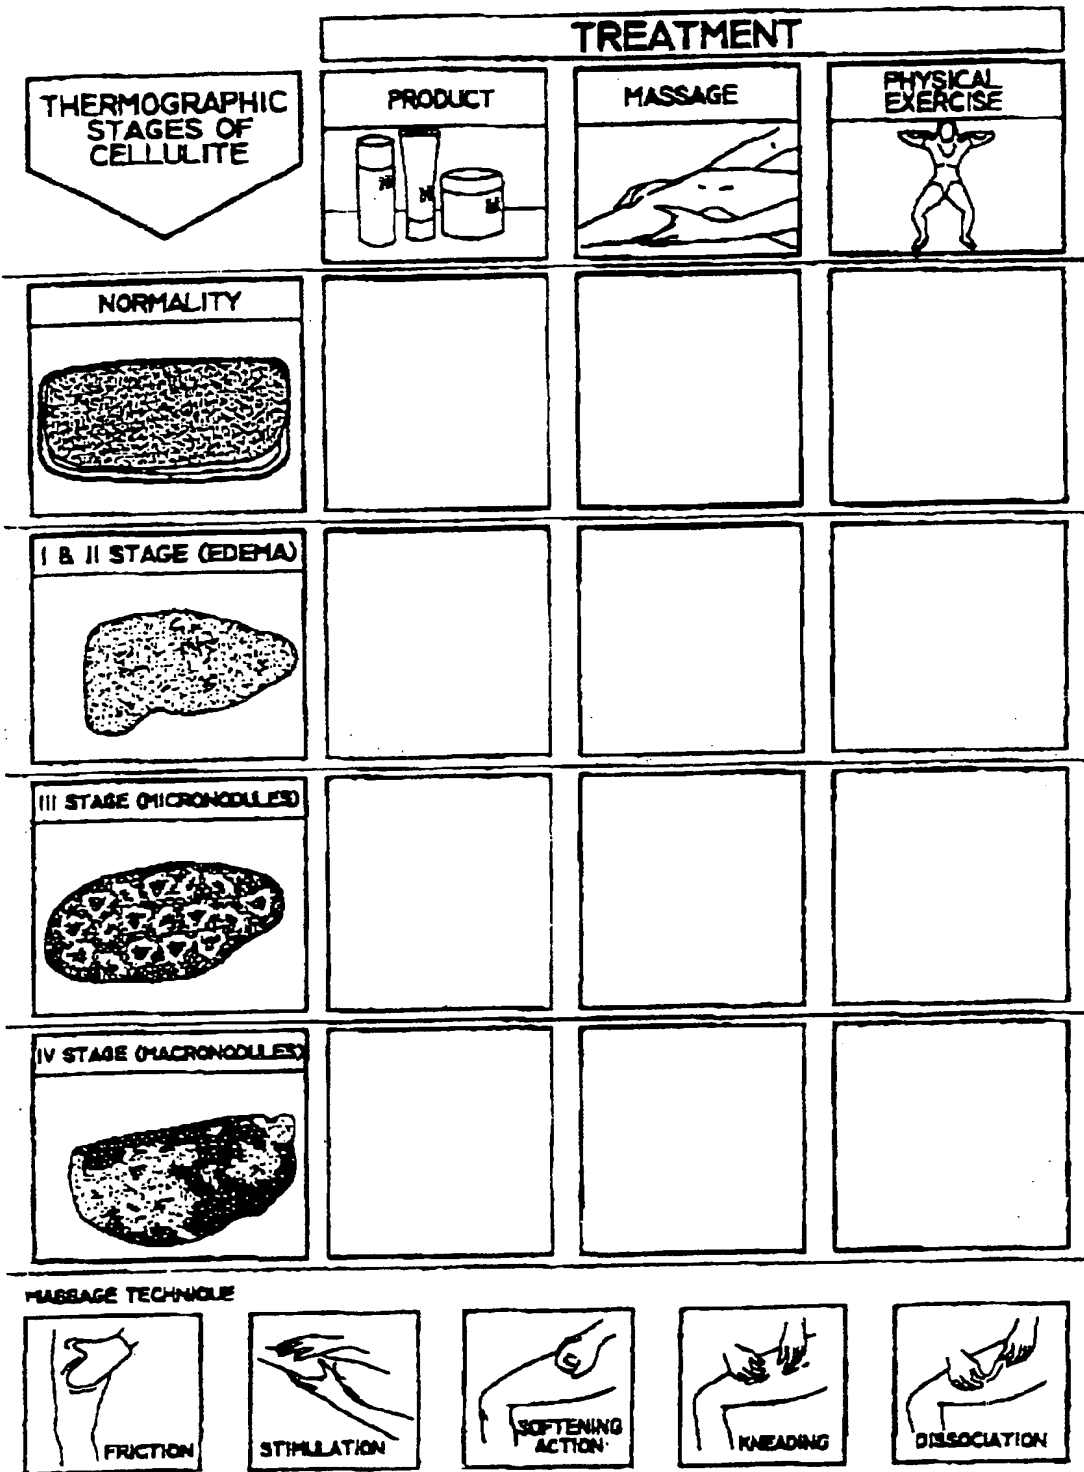 TREATMENT
THERMOGRAPHIC
STAGES OF
CELLULITE
PRODUCT
MASSAGE
PHYSICAL
EXERCISE
NORMALITY
I & II STAGE (EDEMA)
III STAGE (MICRONODULES)
IV STAGE (MACRONODULES)
MASSAGE TECHNIQUE
FRICTION
STIMULATION
SOFTENING
ACTION
KNEADING
DISSOCIATION